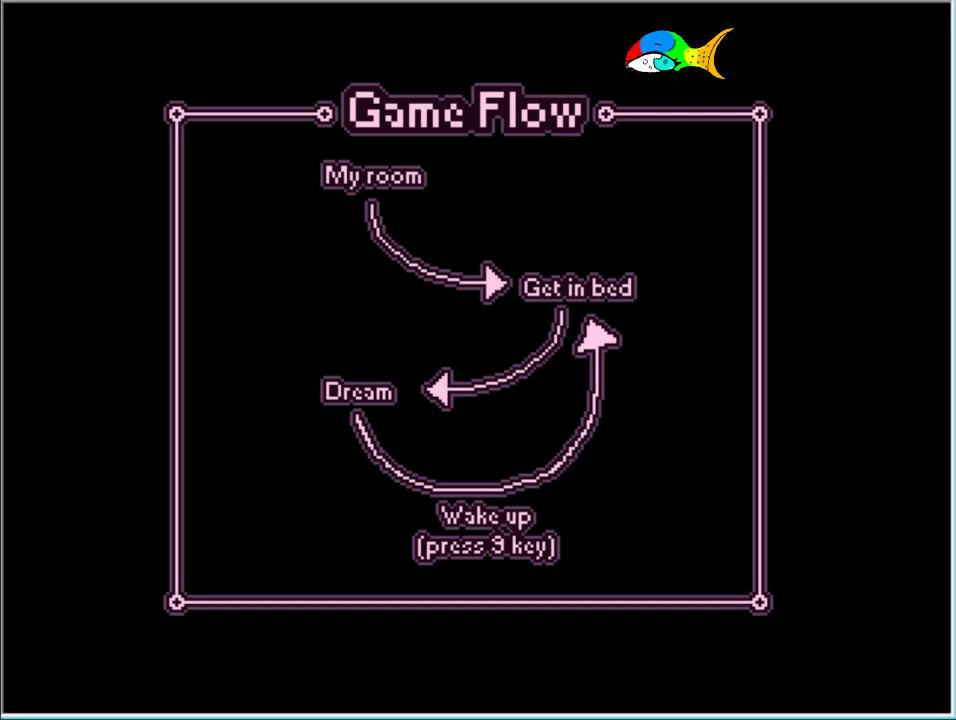 Game Flow
My room
Get in bed
Dream
Wake up
(press 9 key)